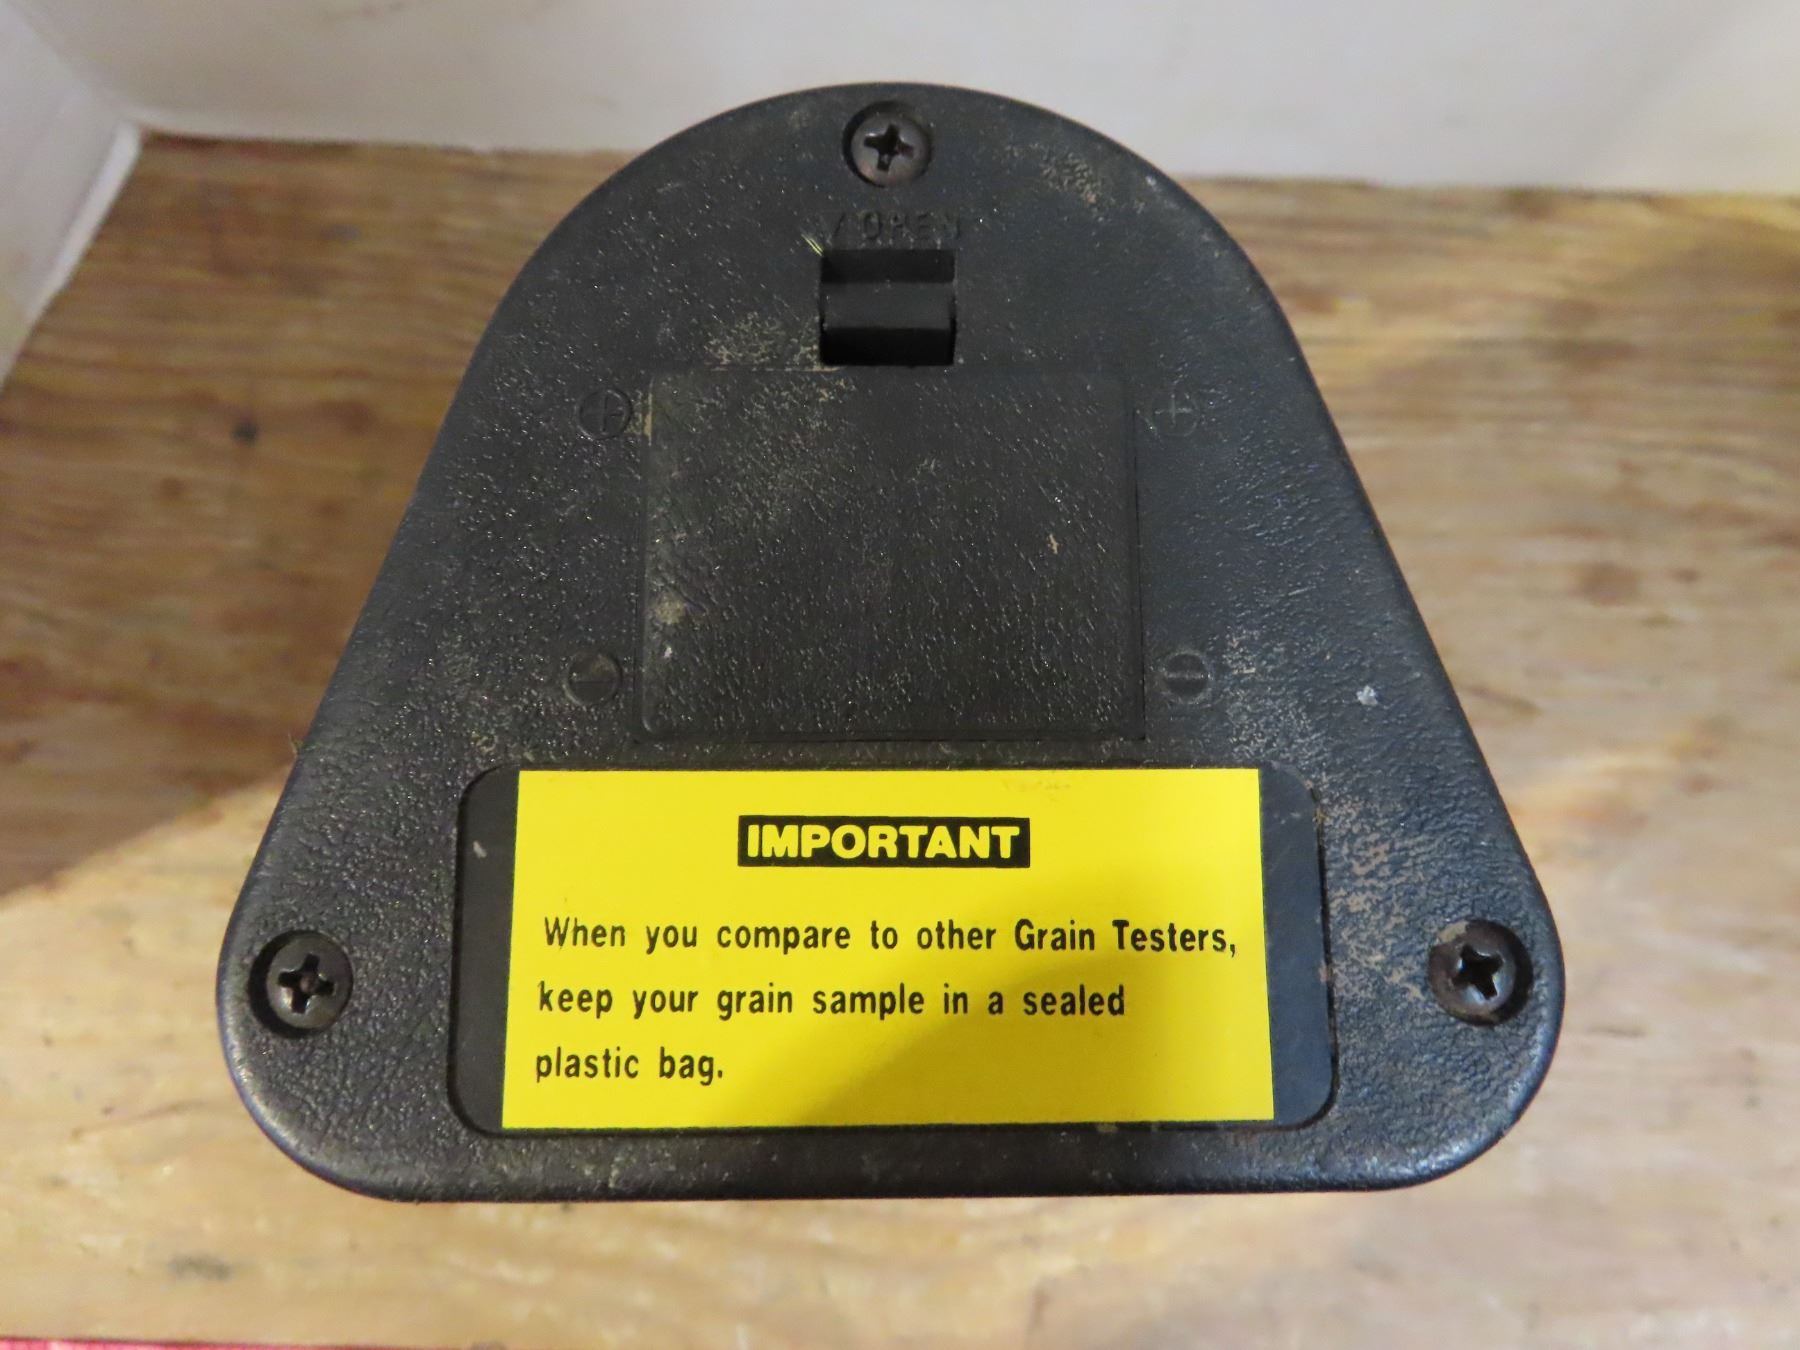 OPEN
IMPORTANT
When you compare to other Grain Testers,
keep your grain sample in a sealed
plastic bag.